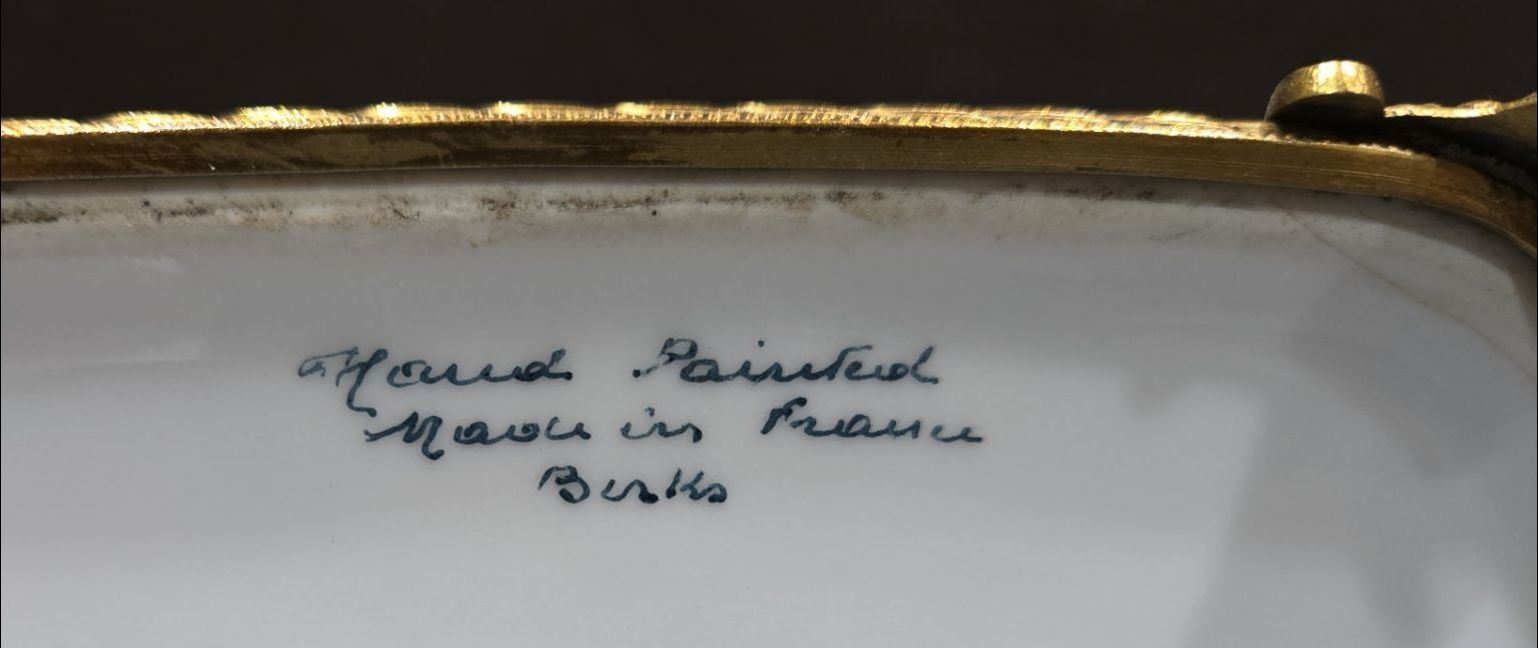 Hand Painted
Made in France
Birks